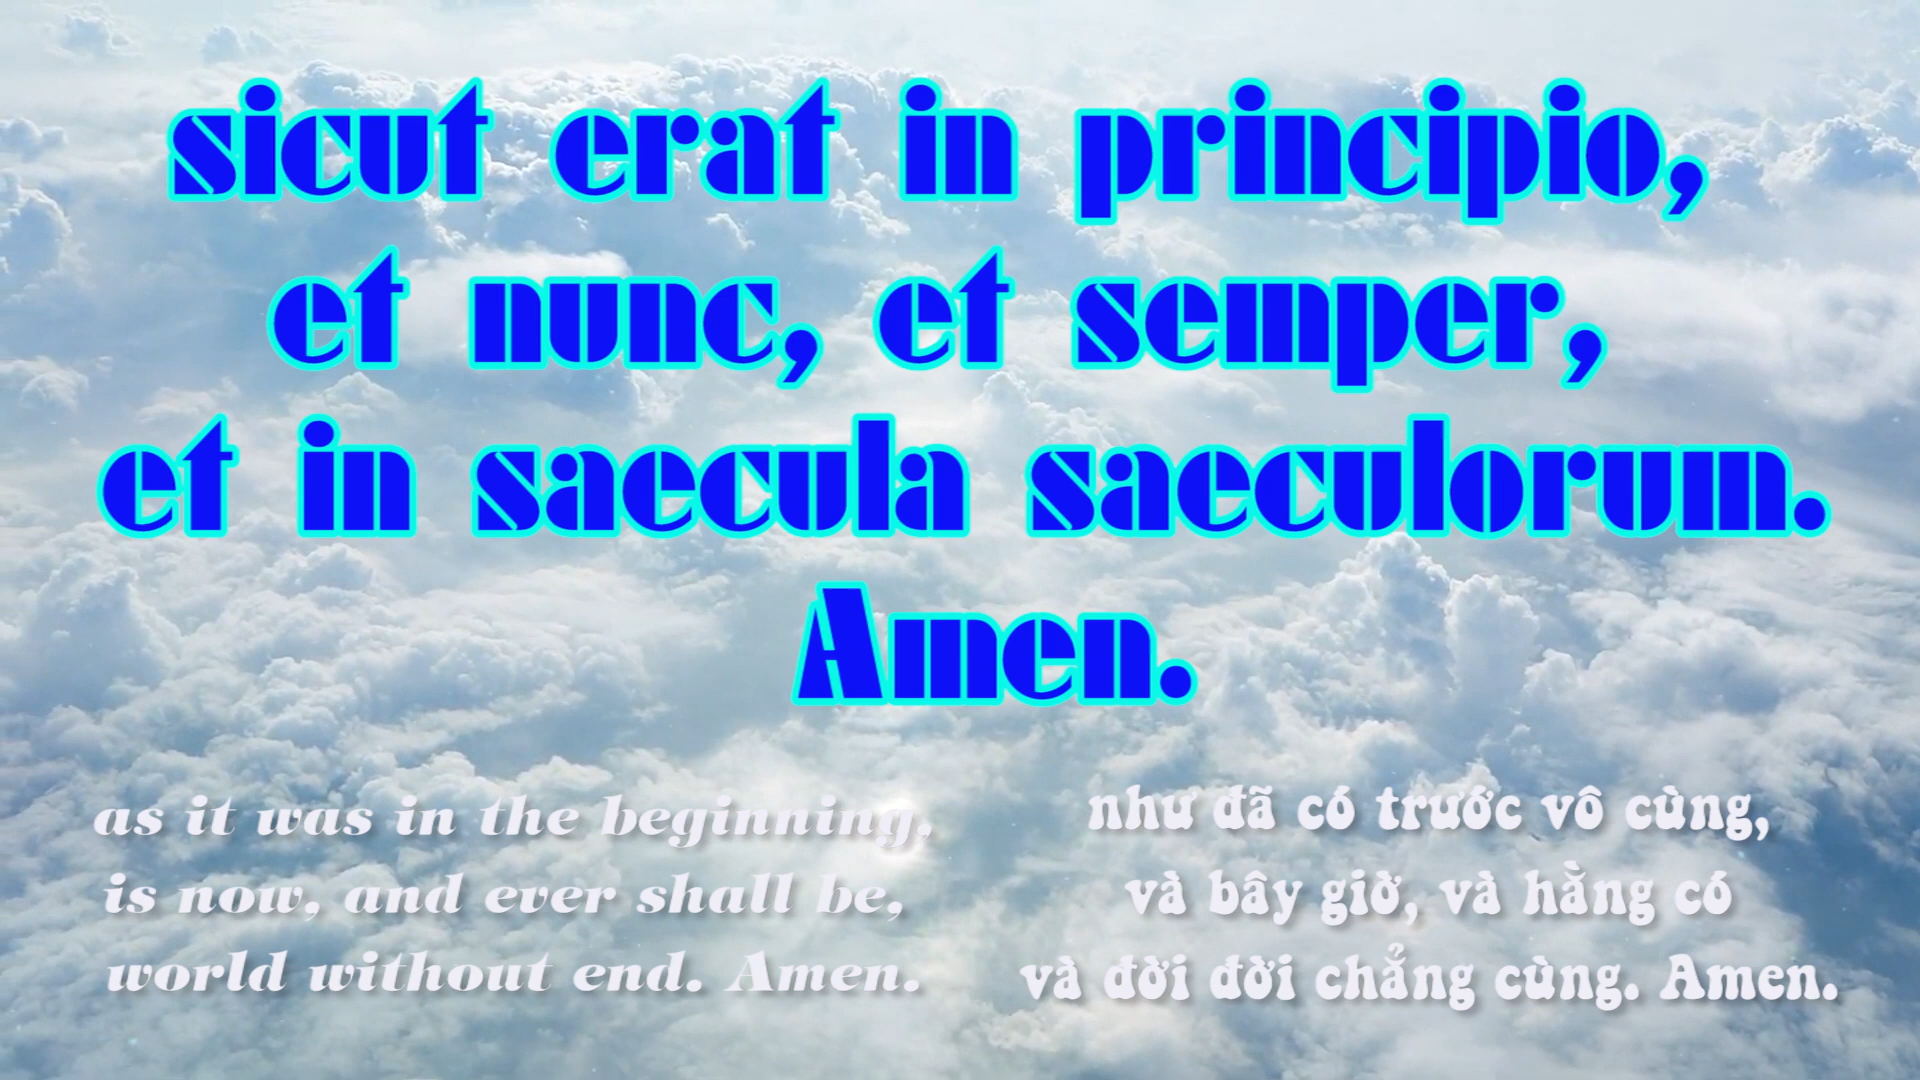 sicut erat in principio,
et nunc, et semper,
et in saecula saeculorum.
Amen.
as it was in the beginning,
is now, and ever shall be,
world without end. Amen.
như đã có trước vô cùng,
và bây giờ, và hằng có
và đời đời chẳng cùng. Amen.